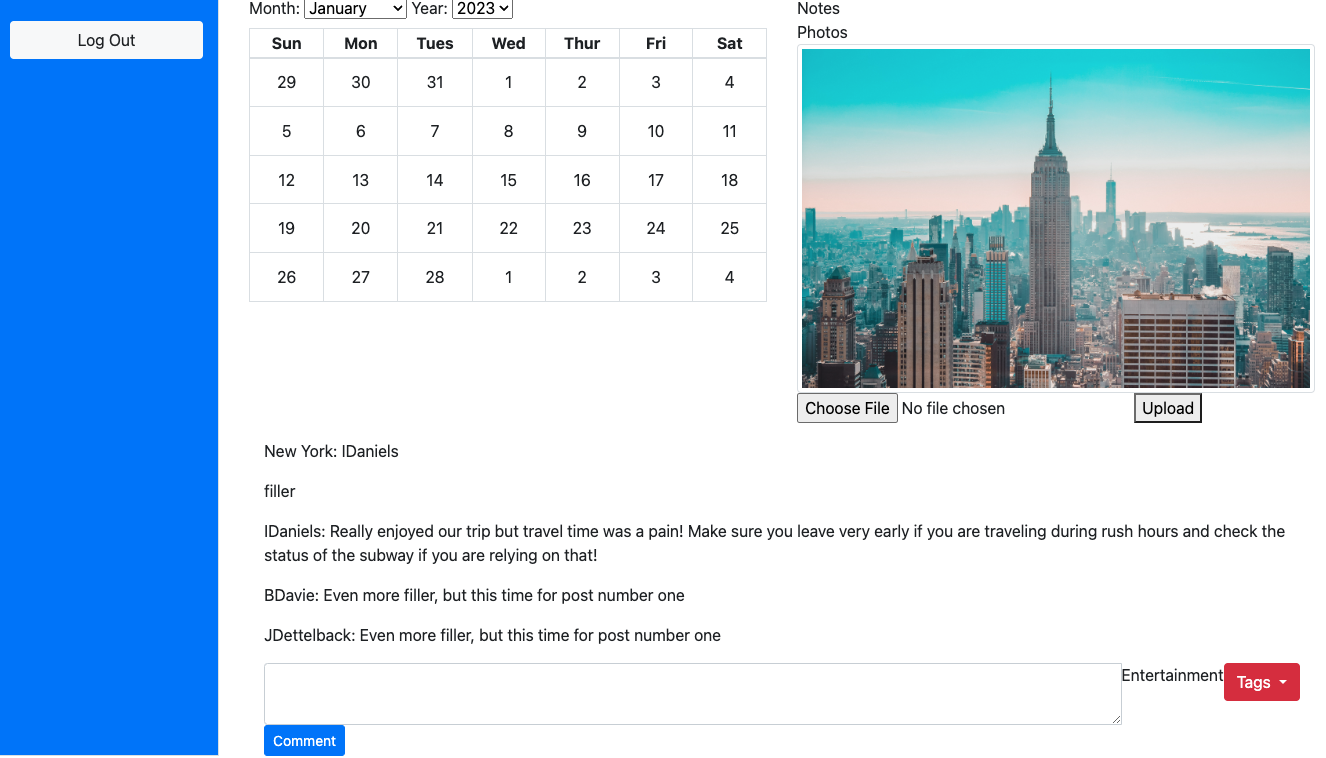 Log Out
Month: January Year: 2023
Sun Mon Tues Wed Thur Fri Sat
29 30 31 1 2 3 4
5 6 7 8 9 10 11
12 13 14 15 16 17 18
19 20 21 22 23 24 25
26 27 28 1 2 3 4
Notes
Photos
Choose File No file chosen Upload
New York: IDaniels
filler
IDaniels: Really enjoyed our trip but travel time was a pain! Make sure you leave very early if you are traveling during rush hours and check the
status of the subway if you are relying on that!
BDavie: Even more filler, but this time for post number one
JDettelback: Even more filler, but this time for post number one
Entertainment Tags
Comment